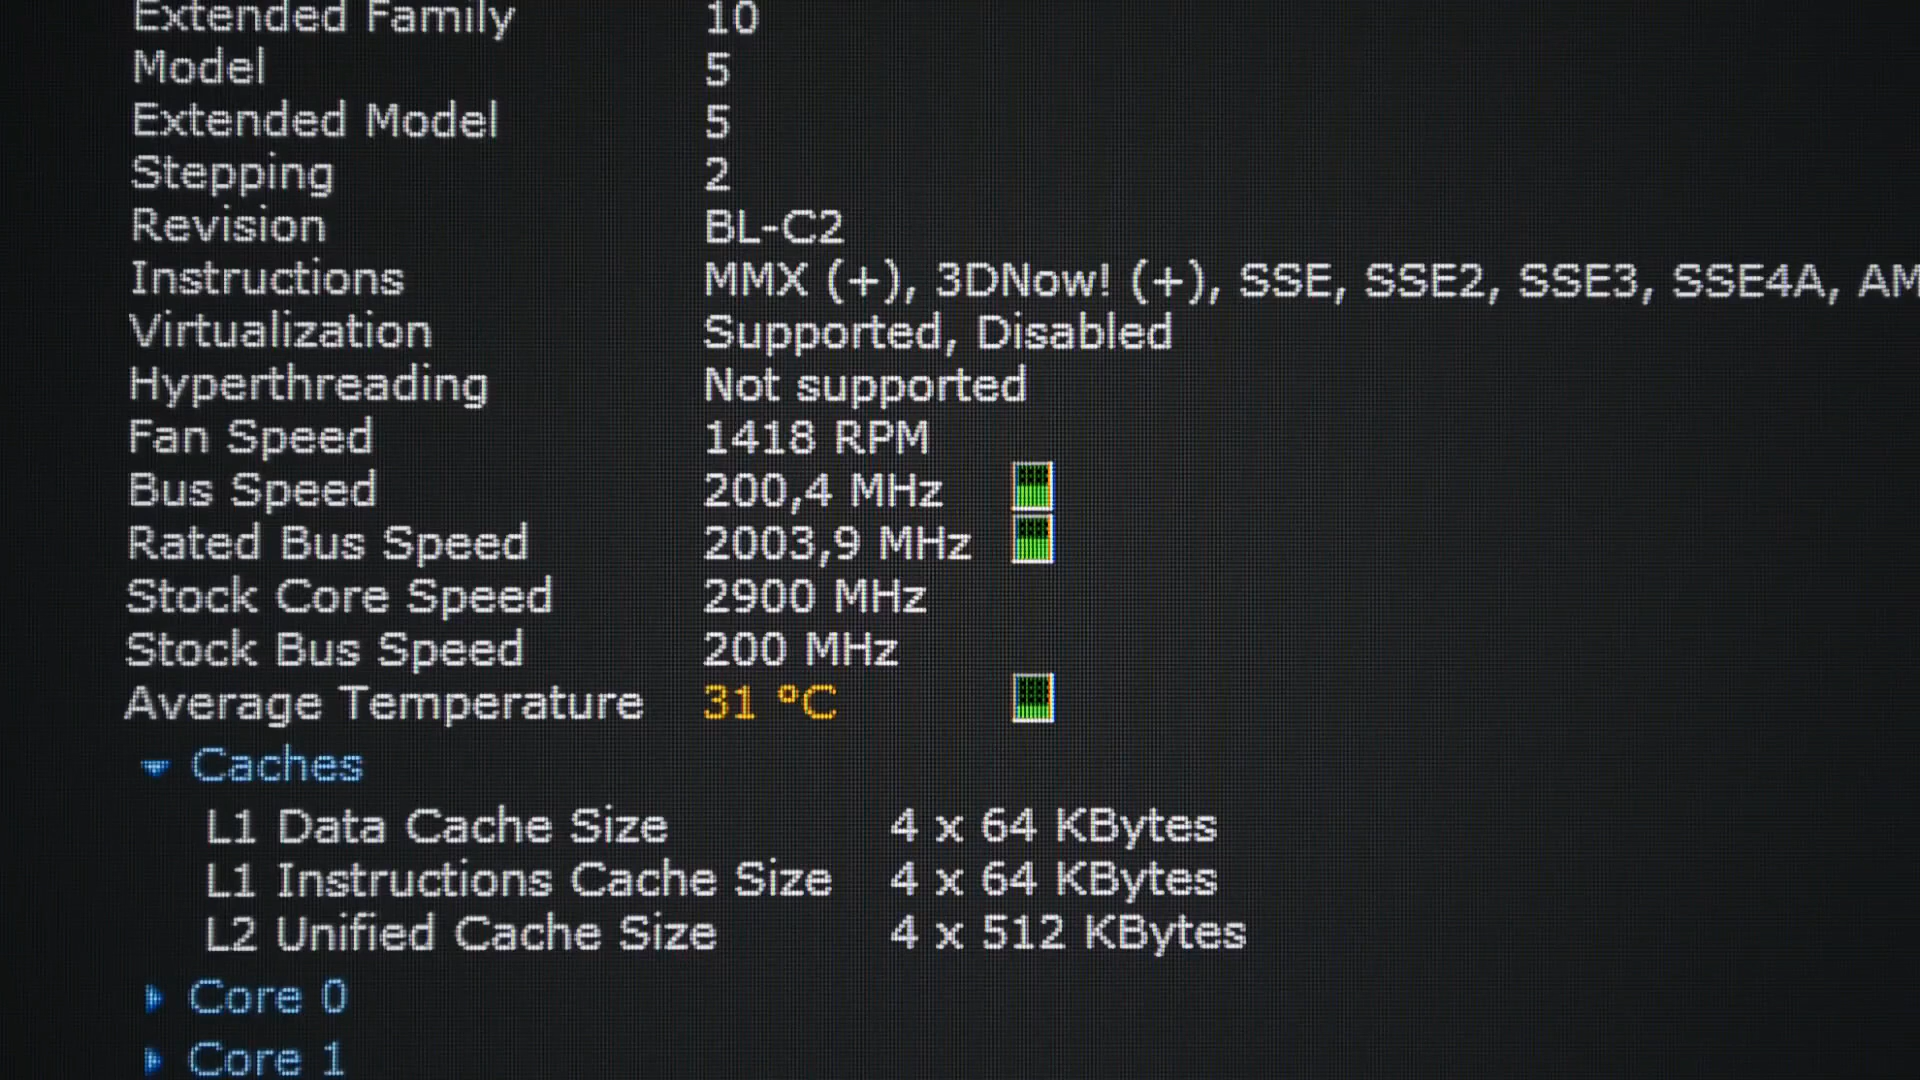 Extended Family 10
Model 5
Extended Model 5
Stepping 2
Revision BL-C2
Instructions MMX (+), 3DNow! (+), SSE, SSE2, SSE3, SSE4A, AM
Virtualization Supported, Disabled
Hyperthreading Not supported
Fan Speed 1418 RPM
Bus Speed 200,4 MHz
Rated Bus Speed 2003,9 MHz
Stock Core Speed 2900 MHz
Stock Bus Speed 200 MHz
Average Temperature 31 °C
Caches
L1 Data Cache Size 4 x 64 KBytes
L1 Instructions Cache Size 4 x 64 KBytes
L2 Unified Cache Size 4 x 512 KBytes
Core 0
Core 1